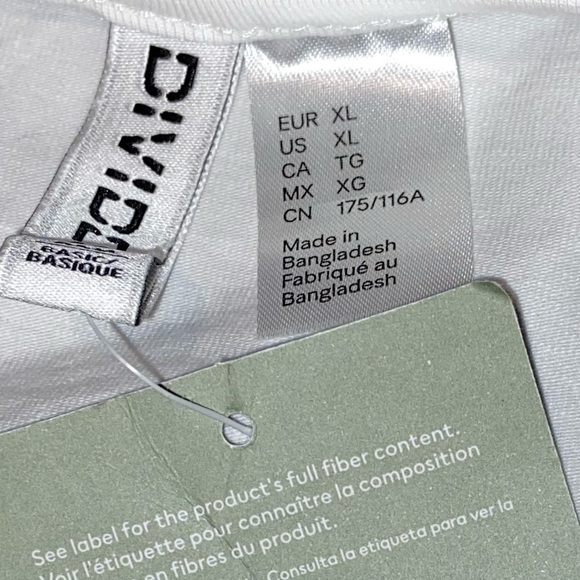 DIVIDE
BASIC/
BASIQUE
EUR XL
US XL
CA TG
MX XG
CN 175/116A
Made in
Bangladesh
Fabriqué au
Bangladesh
See label for the product's full fiber content.
Voir l'étiquette pour connaître la composition
en fibres du produit.
Consulta la etiqueta para ver la